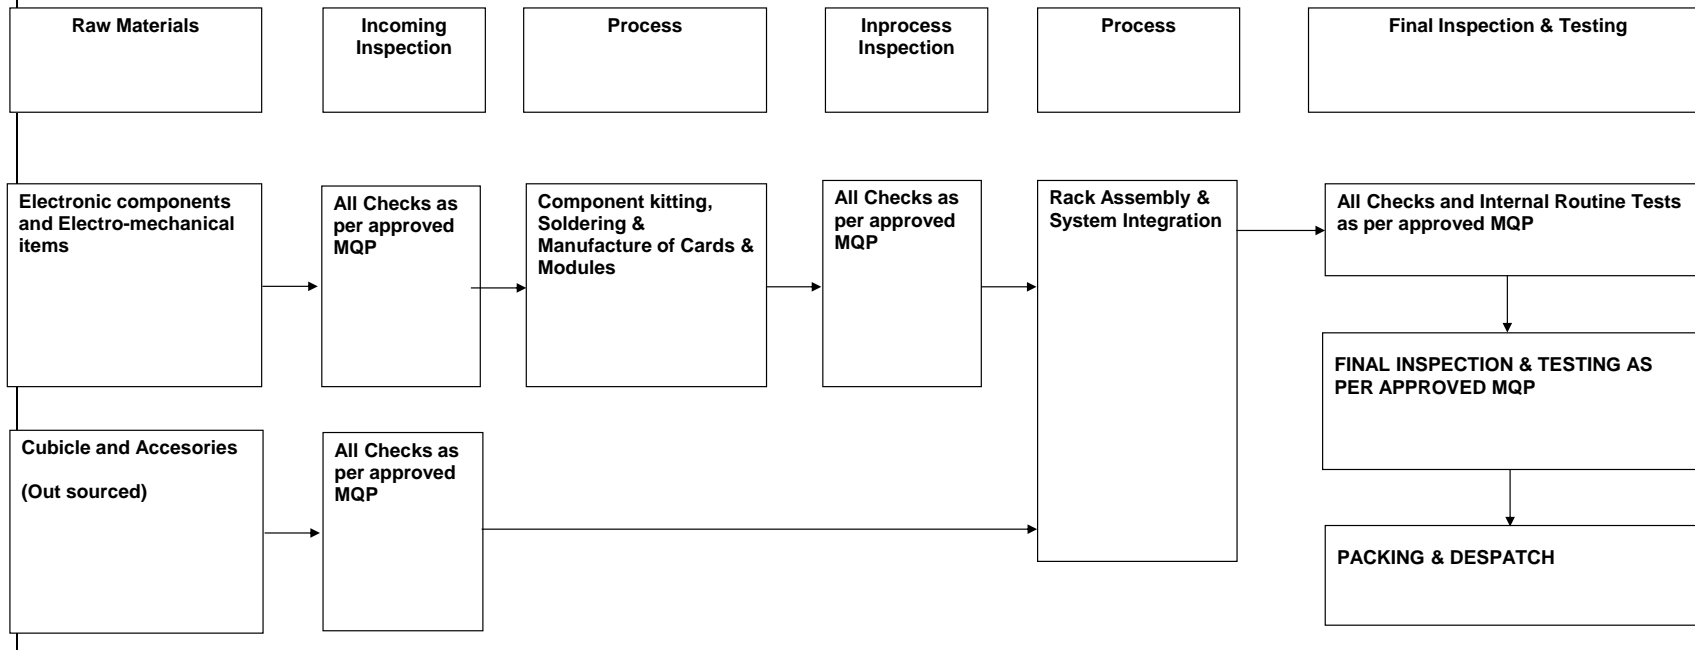 Raw Materials
Incoming
Inspection
Process
Inprocess
Inspection
Process
Final Inspection & Testing
Electronic components
and Electro-mechanical
items
All Checks as
per approved
MQP
Component kitting,
Soldering &
Manufacture of Cards &
Modules
All Checks as
per approved
MQP
Rack Assembly &
System Integration
All Checks and Internal Routine Tests
as per approved MQP
FINAL INSPECTION & TESTING AS
PER APPROVED MQP
Cubicle and Accesories
(Out sourced)
All Checks as
per approved
MQP
PACKING & DESPATCH